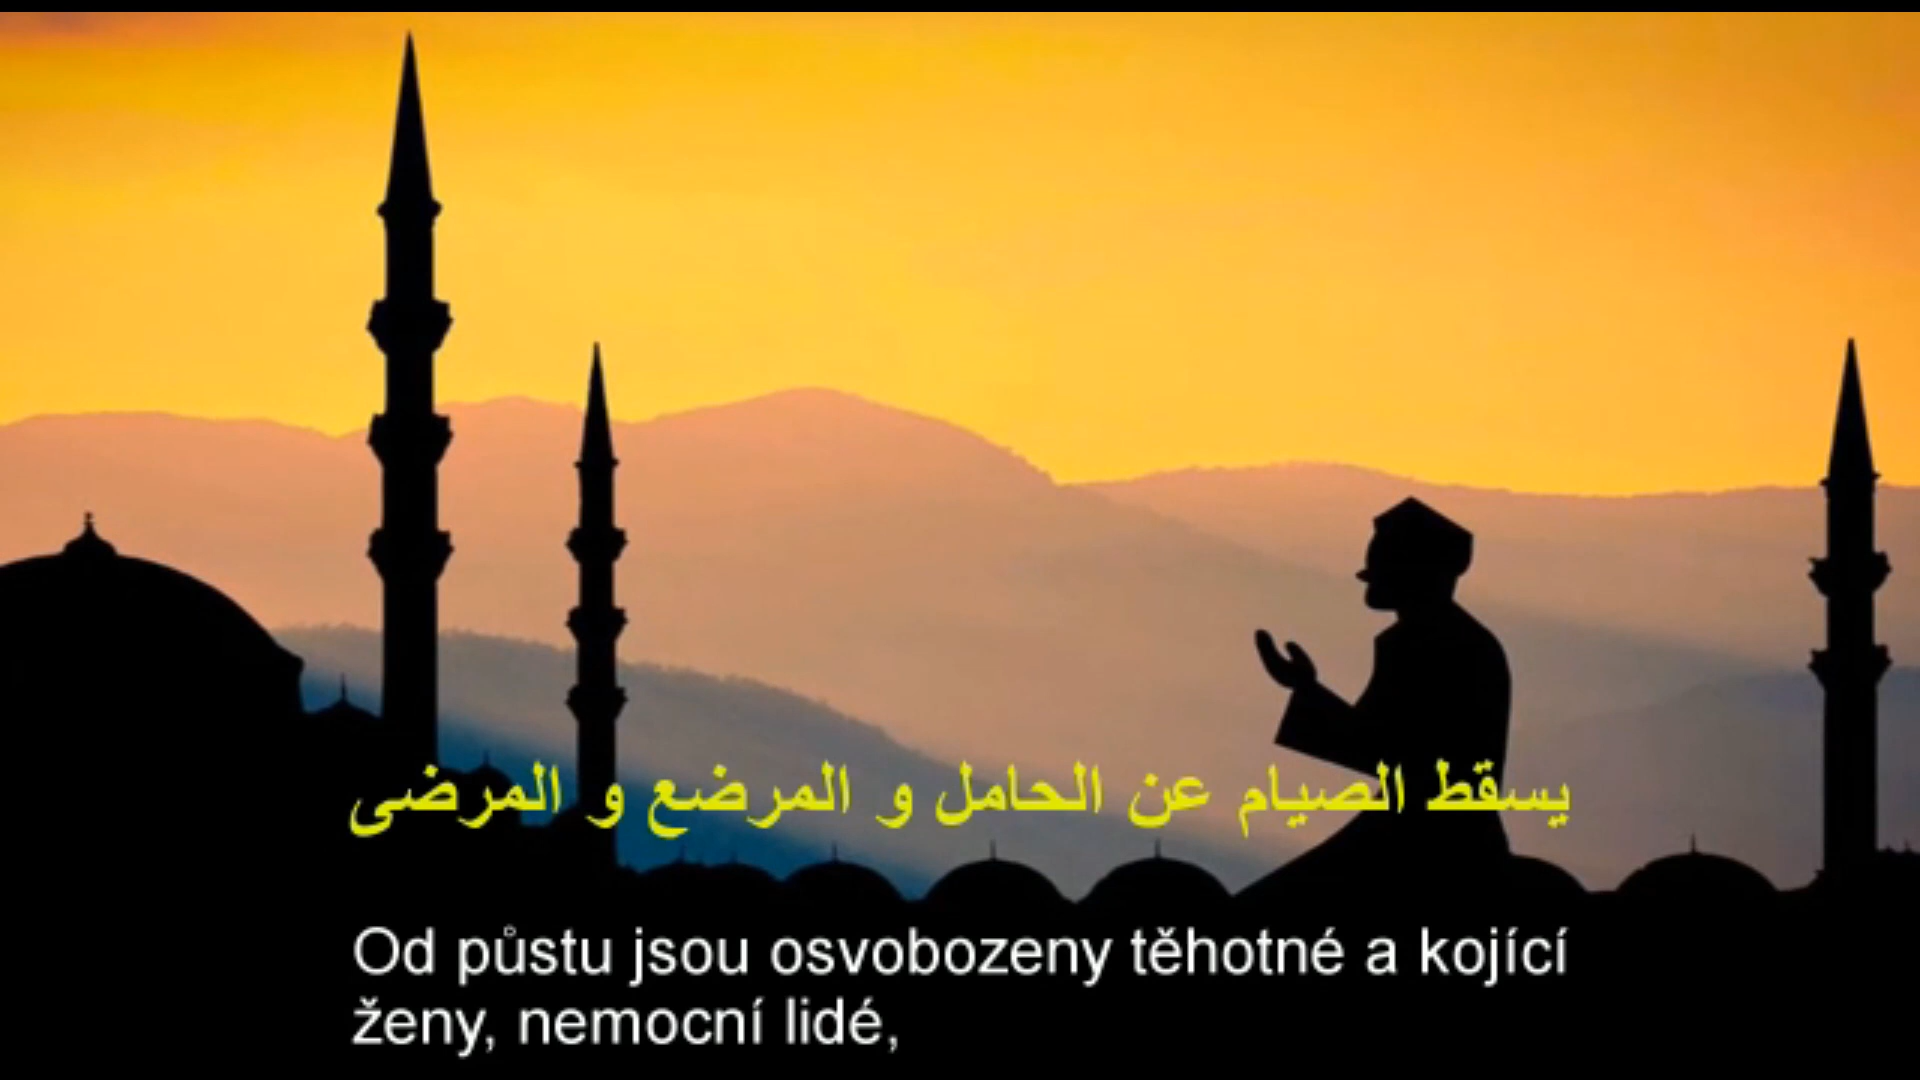 يسقط الصيام عن الحامل و المرضع و المرضى
Od půstu jsou osvobozeny těhotné a kojící
ženy, nemocní lidé,